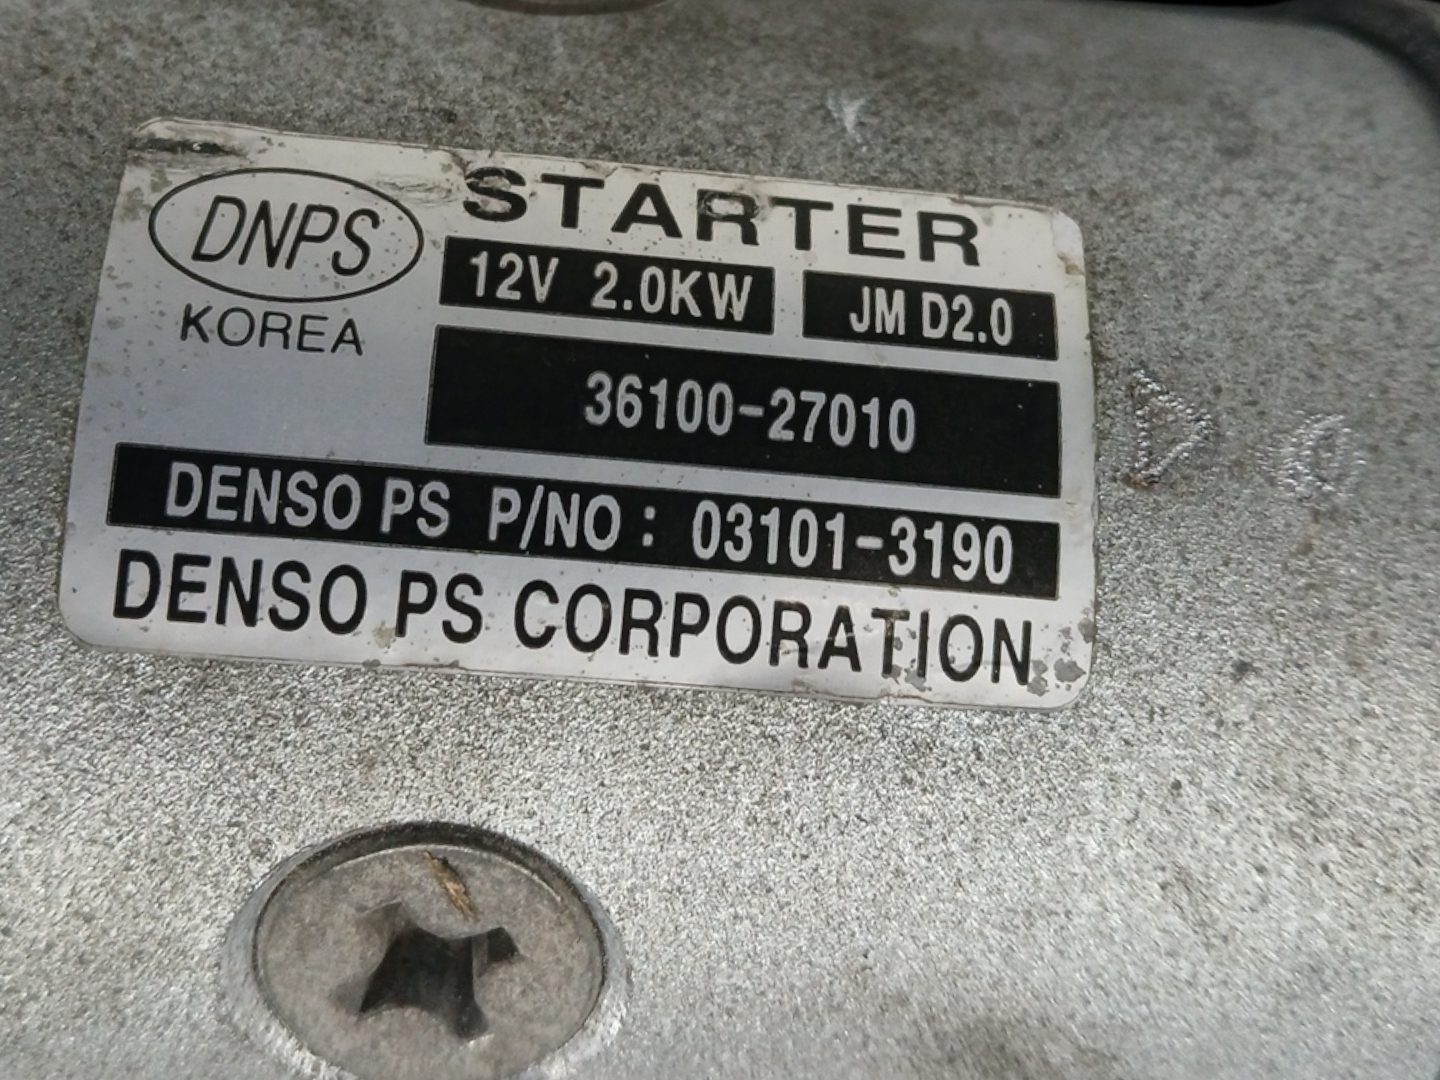 DNPS
KOREA
STARTER
12V 2.0KW JM D2.0
36100-27010
DENSO PS P/NO : 03101-3190
DENSO PS CORPORATION